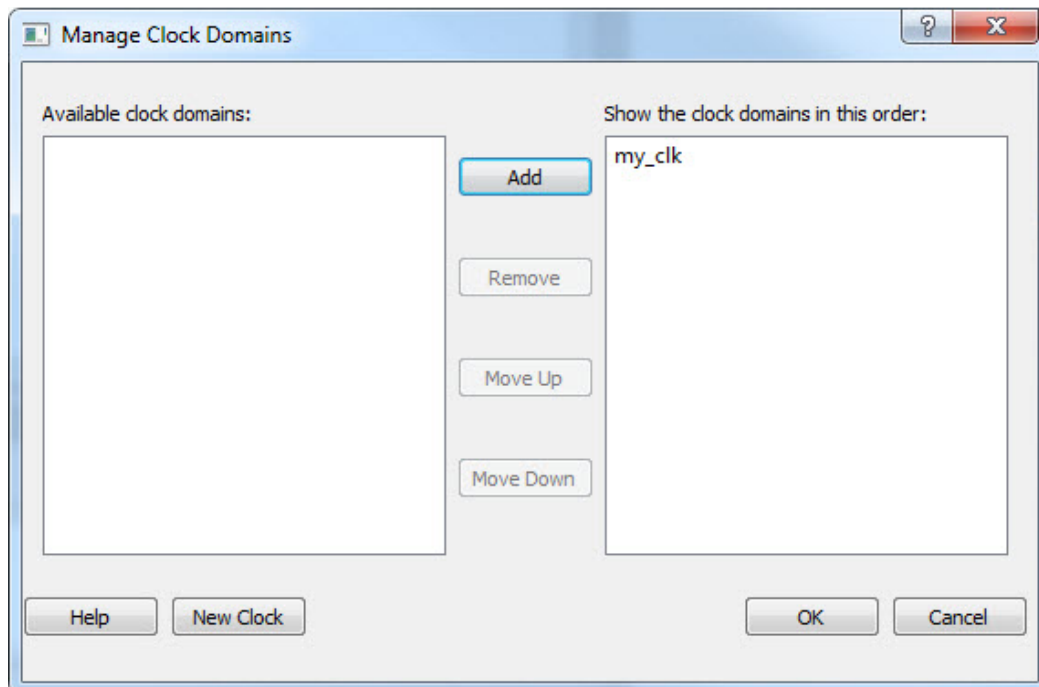 Manage Clock Domains
Available clock domains:
Show the clock domains in this order:
my_clk
Add
Remove
Move Up
Move Down
Help
New Clock
OK
Cancel